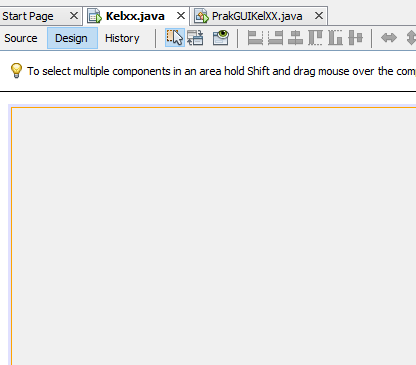 Start Page Kelxx.java PrakGUIKelXX.java
Source Design History
To select multiple components in an area hold Shift and drag mouse over the com